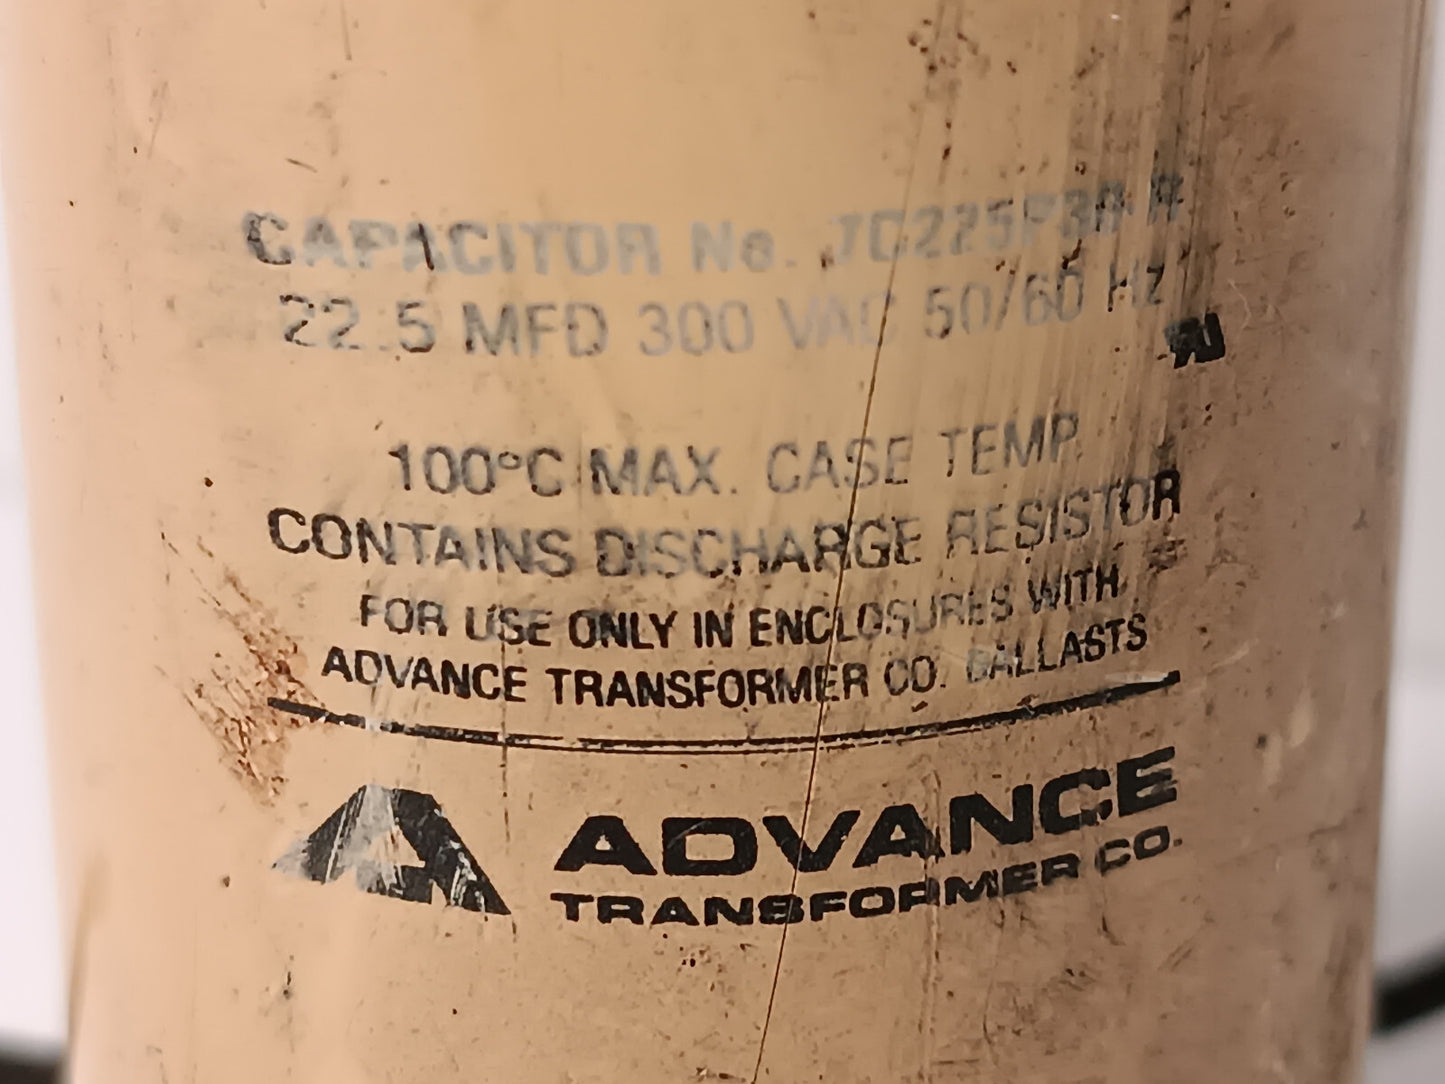 CAPACITOR No.
22.5 MFD 300 VAC 50/60 Hz
100°C MAX. CASE TEMP.
CONTAINS DISCHARGE RESISTOR
FOR USE ONLY IN ENCLOSURES WITH
ADVANCE TRANSFORMER CO. BALLASTS
ADVANCE
TRANSFORMER CO.